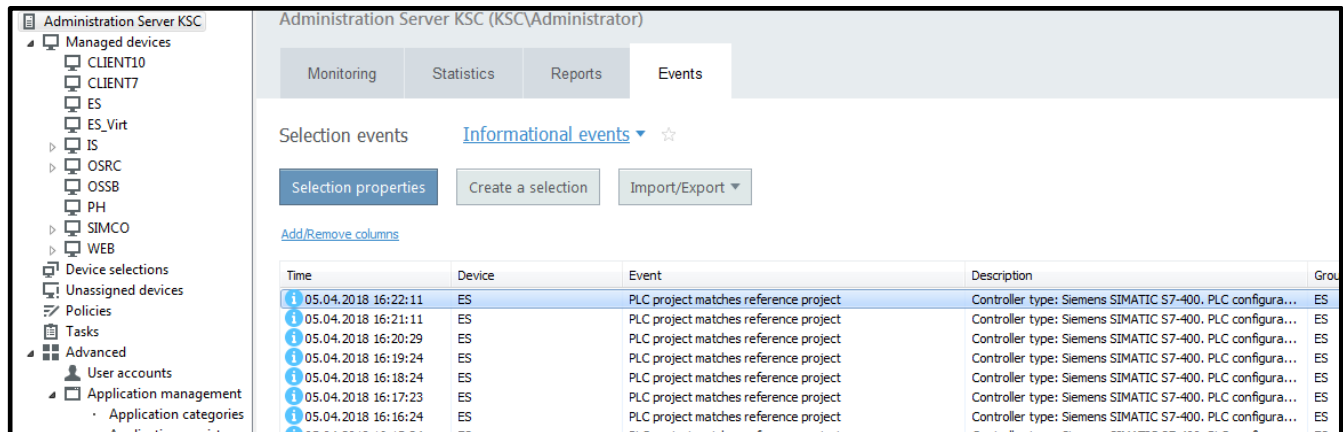 Administration Server KSC
Managed devices
CLIENT10
CLIENT7
ES
ES_Virt
IS
OSRC
OSSB
PH
SIMCO
WEB
Device selections
Unassigned devices
Policies
Tasks
Advanced
User accounts
Application management
Application categories
Administration Server KSC (KSC\Administrator)
Monitoring Statistics Reports Events
Selection events Informational events
Selection properties Create a selection Import/Export
Add/Remove columns
Time Device Event Description Grou
05.04.2018 16:22:11 ES PLC project matches reference project Controller type: Siemens SIMATIC S7-400. PLC configura... ES
05.04.2018 16:21:11 ES PLC project matches reference project Controller type: Siemens SIMATIC S7-400. PLC configura... ES
05.04.2018 16:20:29 ES PLC project matches reference project Controller type: Siemens SIMATIC S7-400. PLC configura... ES
05.04.2018 16:19:24 ES PLC project matches reference project Controller type: Siemens SIMATIC S7-400. PLC configura... ES
05.04.2018 16:18:24 ES PLC project matches reference project Controller type: Siemens SIMATIC S7-400. PLC configura... ES
05.04.2018 16:17:23 ES PLC project matches reference project Controller type: Siemens SIMATIC S7-400. PLC configura... ES
05.04.2018 16:16:24 ES PLC project matches reference project Controller type: Siemens SIMATIC S7-400. PLC configura... ES